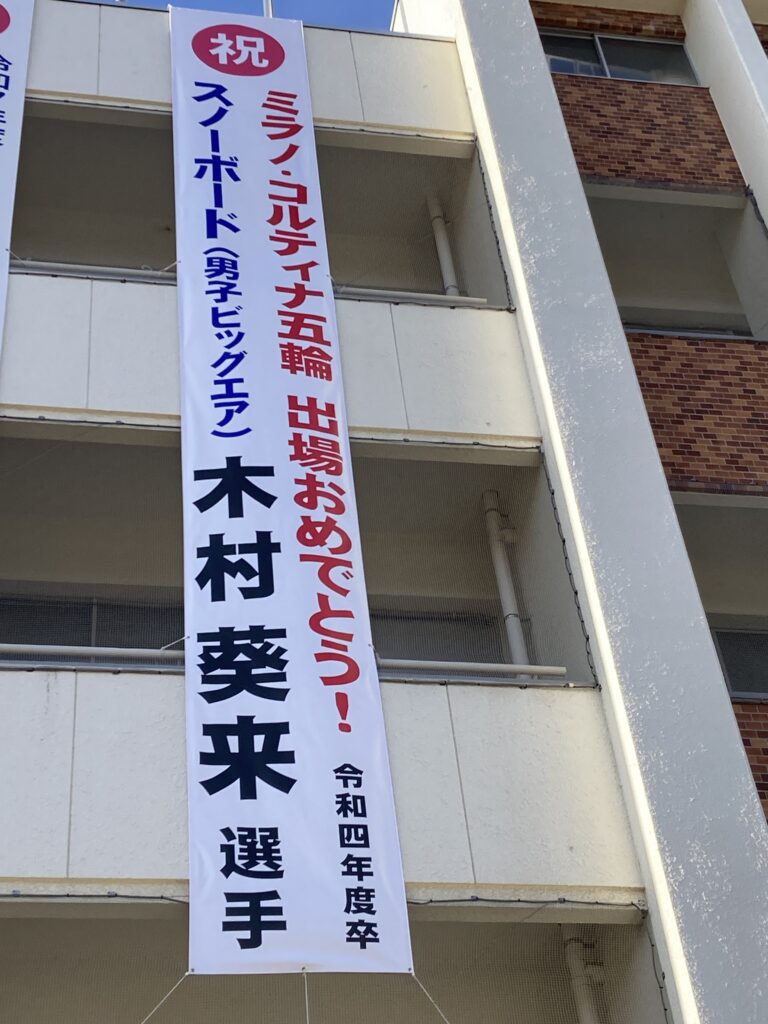 祝
ミラノ・コルティナ五輪 出場おめでとう!
令和四年度卒
スノーボード(男子ビッグエア)
木村 葵来 選手